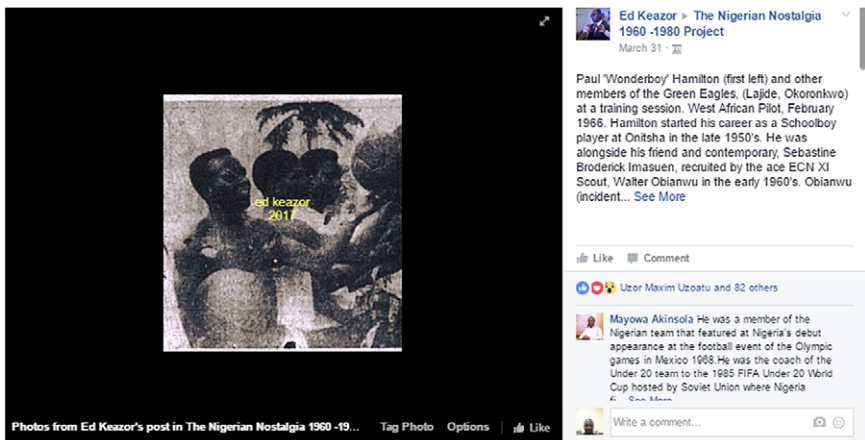 ed keazor
2017
Photos from Ed Keazor's post in The Nigerian Nostalgia 1960 -19...
Tag Photo
Options
Like
Ed Keazor ▸ The Nigerian Nostalgia
1960 -1980 Project
March 31 ·
Paul 'Wonderboy' Hamilton (first left) and other
members of the Green Eagles, (Lajide, Okoronkwo)
at a training session. West African Pilot, February
1966. Hamilton started his career as a Schoolboy
player at Onitsha in the late 1950's. He was
alongside his friend and contemporary, Sebastine
Broderick Imasuen, recruited by the ace ECN XI
Scout, Walter Obianwu in the early 1960's. Obianwu
(incident... See More
Like
Comment
Uzor Maxim Uzoatu and 82 others
Mayowa Akinsola He was a member of the
Nigerian team that featured at Nigeria's debut
appearance at the football event of the Olympic
games in Mexico 1968.He was the coach of the
Under 20 team to the 1985 FIFA Under 20 World
Cup hosted by Soviet Union where Nigeria
See More
Write a comment...